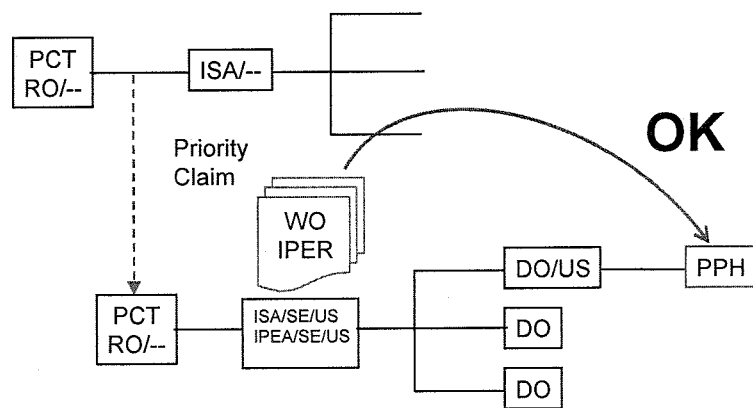 PCT
RO/--
ISA/--
OK
Priority
Claim
WO
IPER
DO/US
PPH
PCT
RO/--
ISA/SE/US
IPEA/SE/US
DO
DO